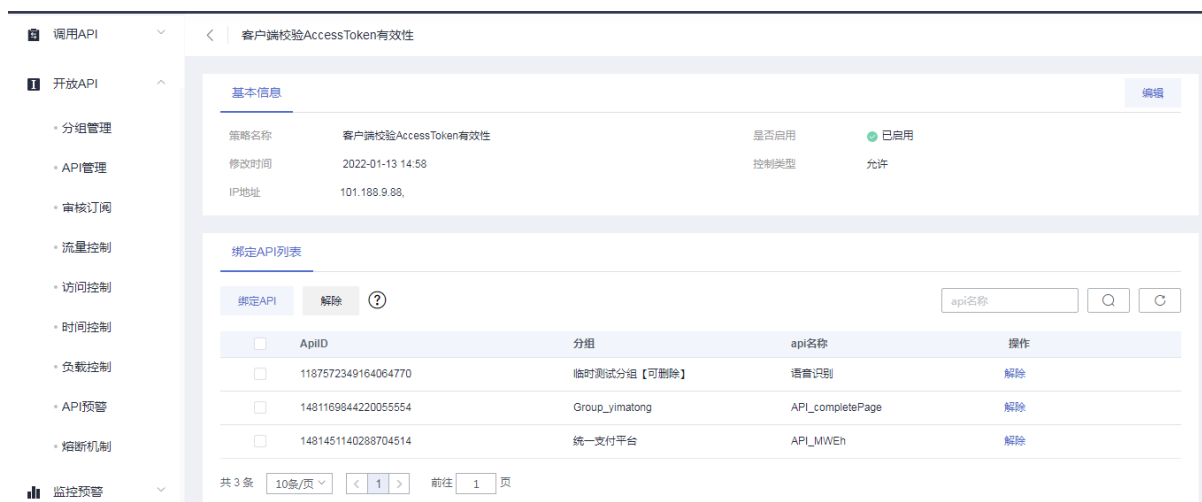 调用API
开放API
分组管理
API管理
审核订阅
流量控制
访问控制
时间控制
负载控制
API预警
熔断机制
监控预警
客户端校验AccessToken有效性
基本信息
编辑
策略名称 客户端校验AccessToken有效性 是否启用 已启用
修改时间 2022-01-13 14:58 控制类型 允许
IP地址 101.188.9.88,
绑定API列表
绑定API 解除 ? api名称
ApiID 分组 api名称 操作
1187572349164064770 临时测试分组【可删除】 语音识别 解除
1481169844220055554 Group_yimatong API_completePage 解除
1481451140288704514 统一支付平台 API_MWEh 解除
共 3 条 10条/页 < 1 > 前往 1 页